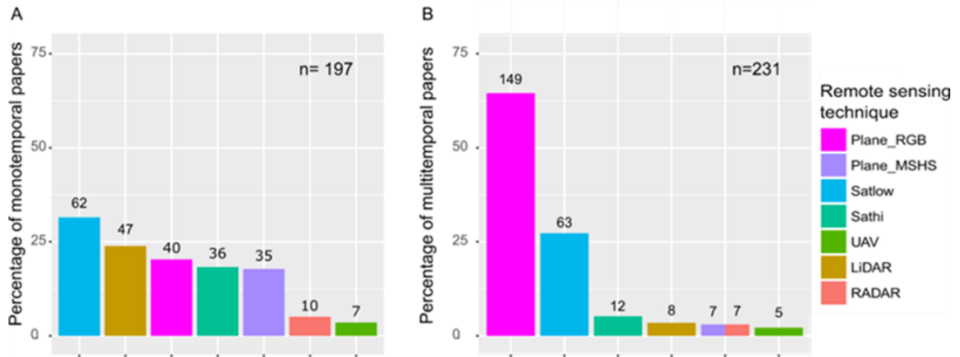 A
Percentage of monotemporal papers
75
50
25
0
n= 197
62
47
40
36
35
10
7
B
Percentage of multitemporal papers
75
50
25
0
n=231
149
63
12
8
7
7
5
Remote sensing
technique
Plane_RGB
Plane_MSHS
Satlow
Sathi
UAV
LiDAR
RADAR